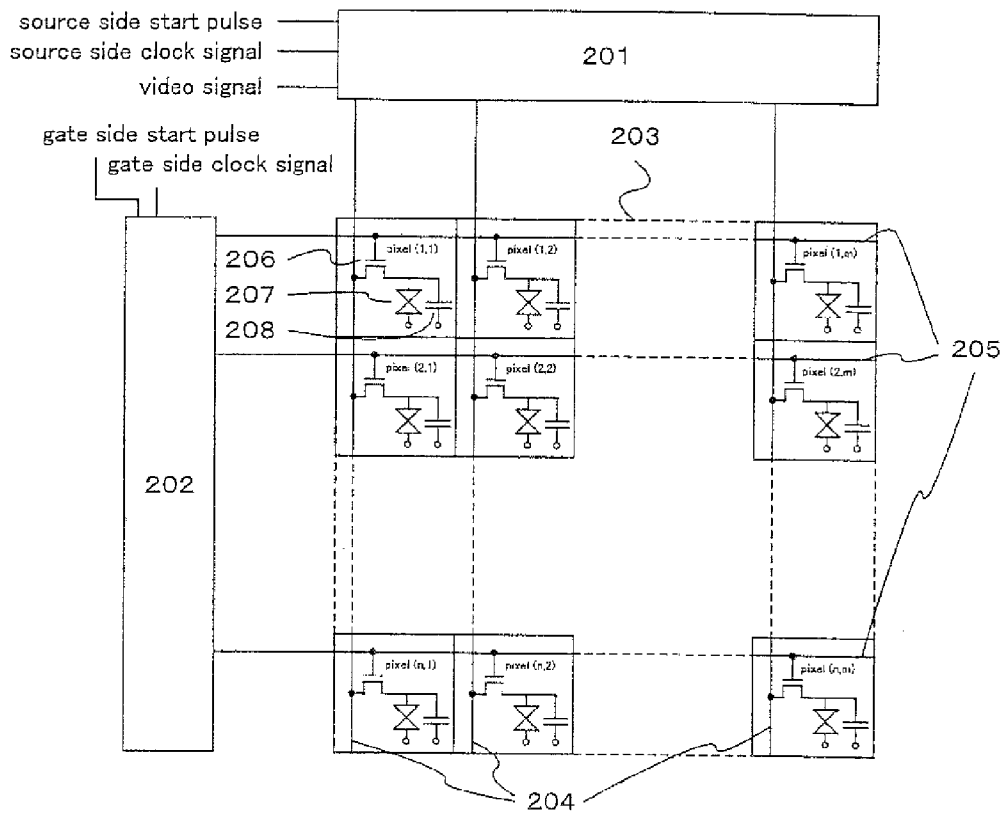 source side start pulse
source side clock signal
video signal
201
gate side start pulse
gate side clock signal
203
206
pixel (1,1)
pixel (1,2)
pixel (1,m)
207
208
205
pixel (2,1)
pixel (2,2)
pixel (2,m)
202
pixel (n,1)
pixel (n,2)
pixel (n,m)
204